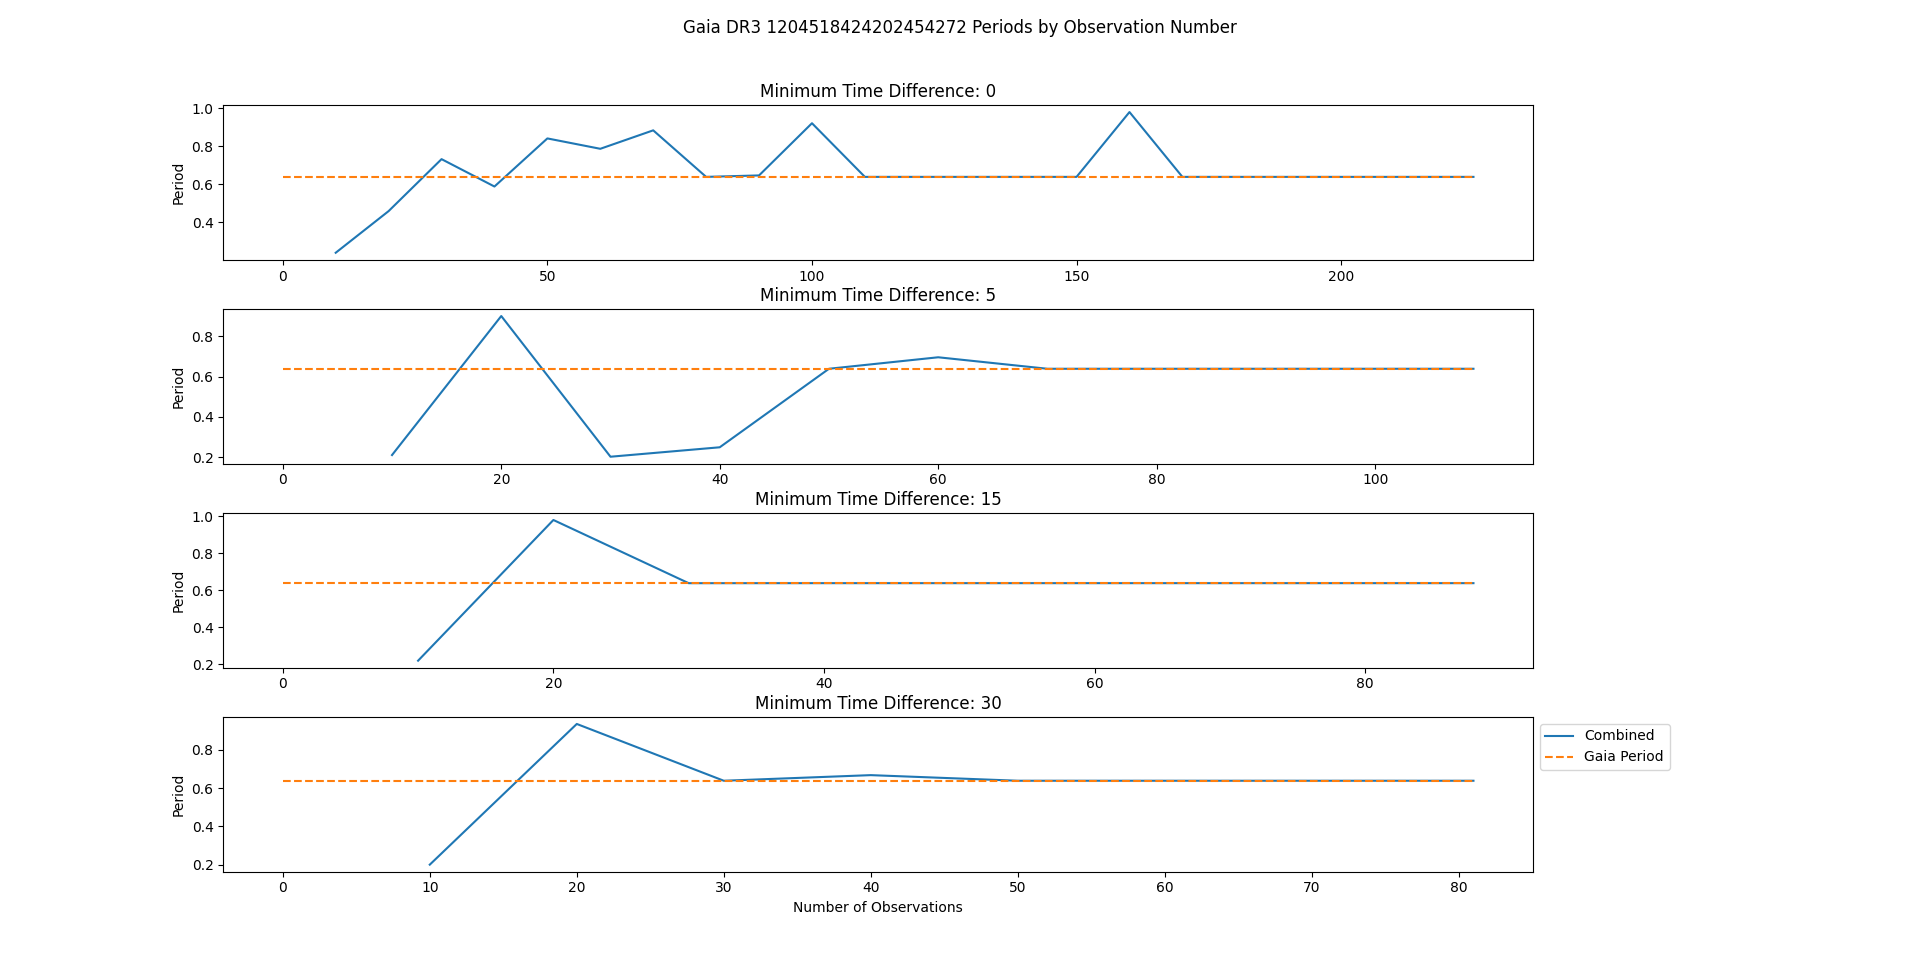 Gaia DR3 1204518424202454272 Periods by Observation Number
Minimum Time Difference: 0
1.0
0.8
0.6
0.4
Period
0 50 100 150 200
Minimum Time Difference: 5
0.8
0.6
0.4
0.2
Period
0 20 40 60 80 100
Minimum Time Difference: 15
1.0
0.8
0.6
0.4
0.2
Period
0 20 40 60 80
Minimum Time Difference: 30
0.8
0.6
0.4
0.2
Period
0 10 20 30 40 50 60 70 80
Number of Observations
Combined
Gaia Period